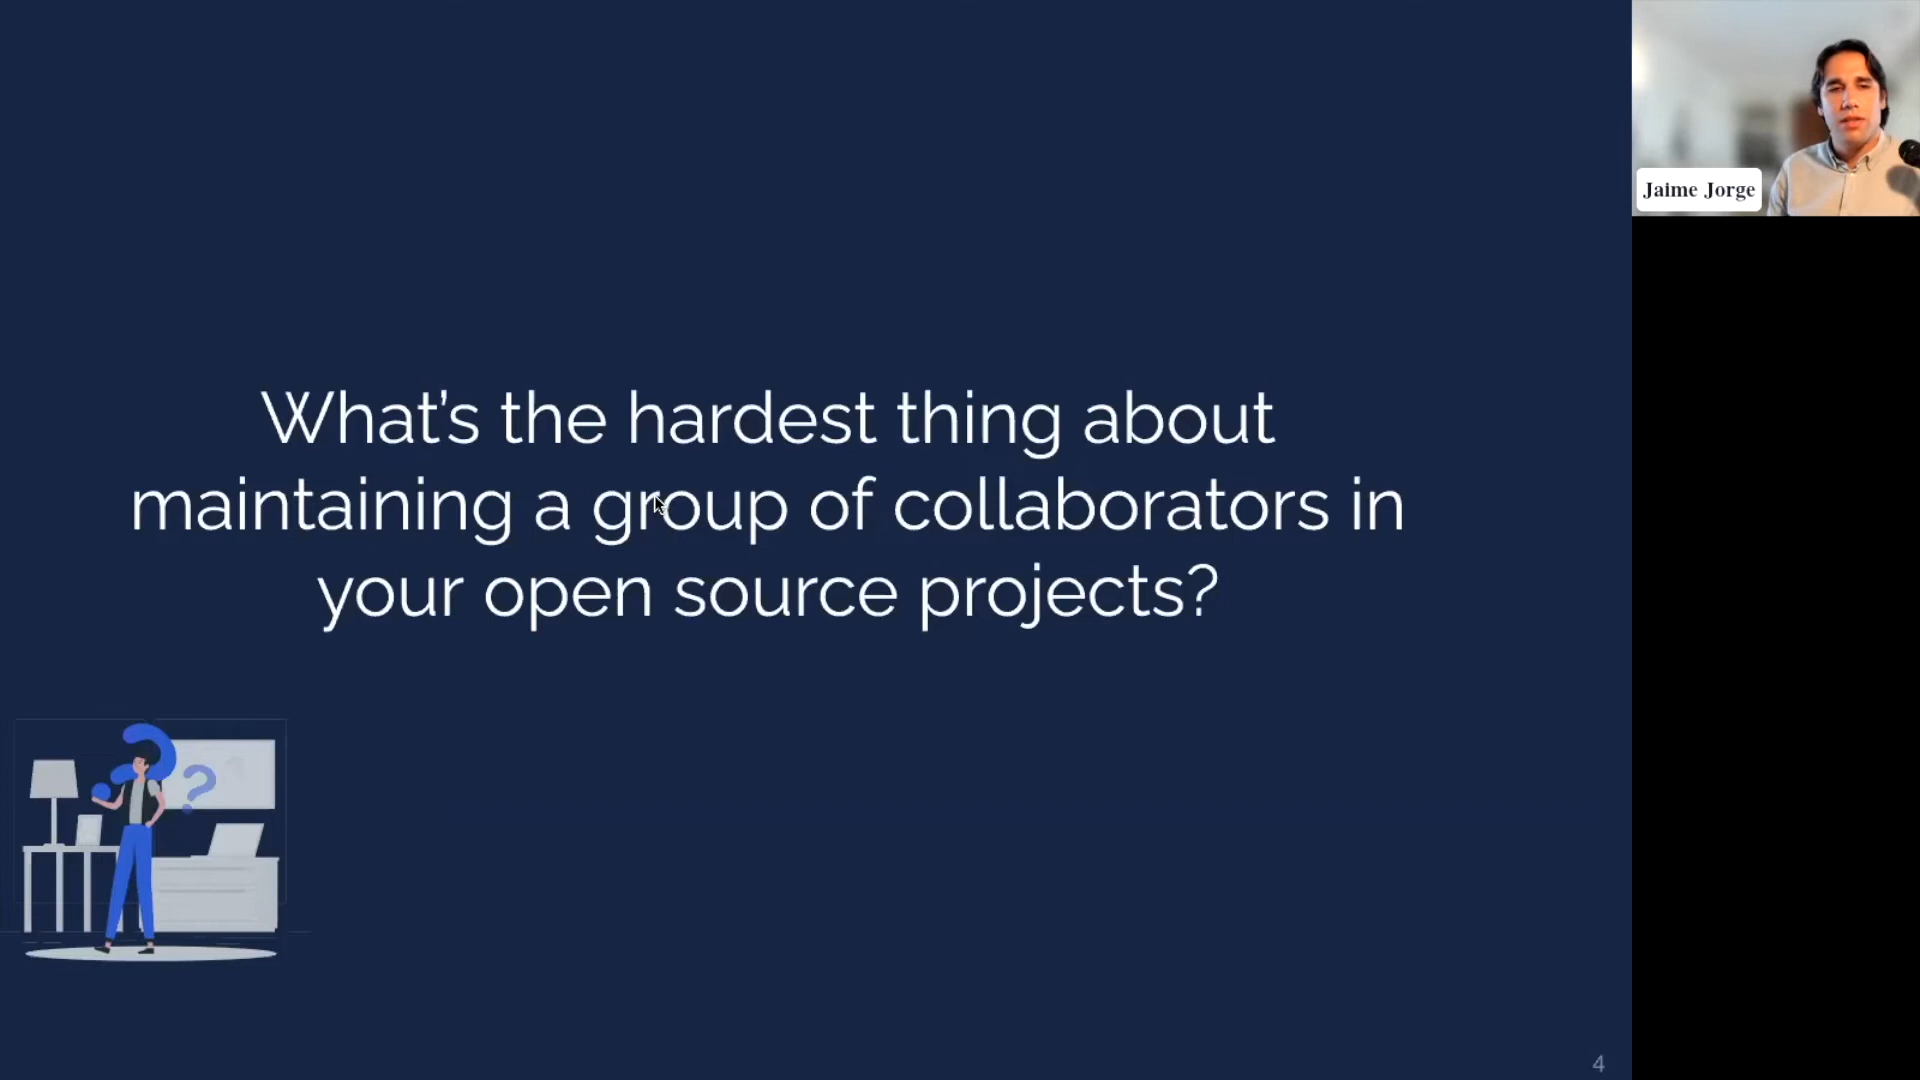 What's the hardest thing about
maintaining a group of collaborators in
your open source projects?
Jaime Jorge
4